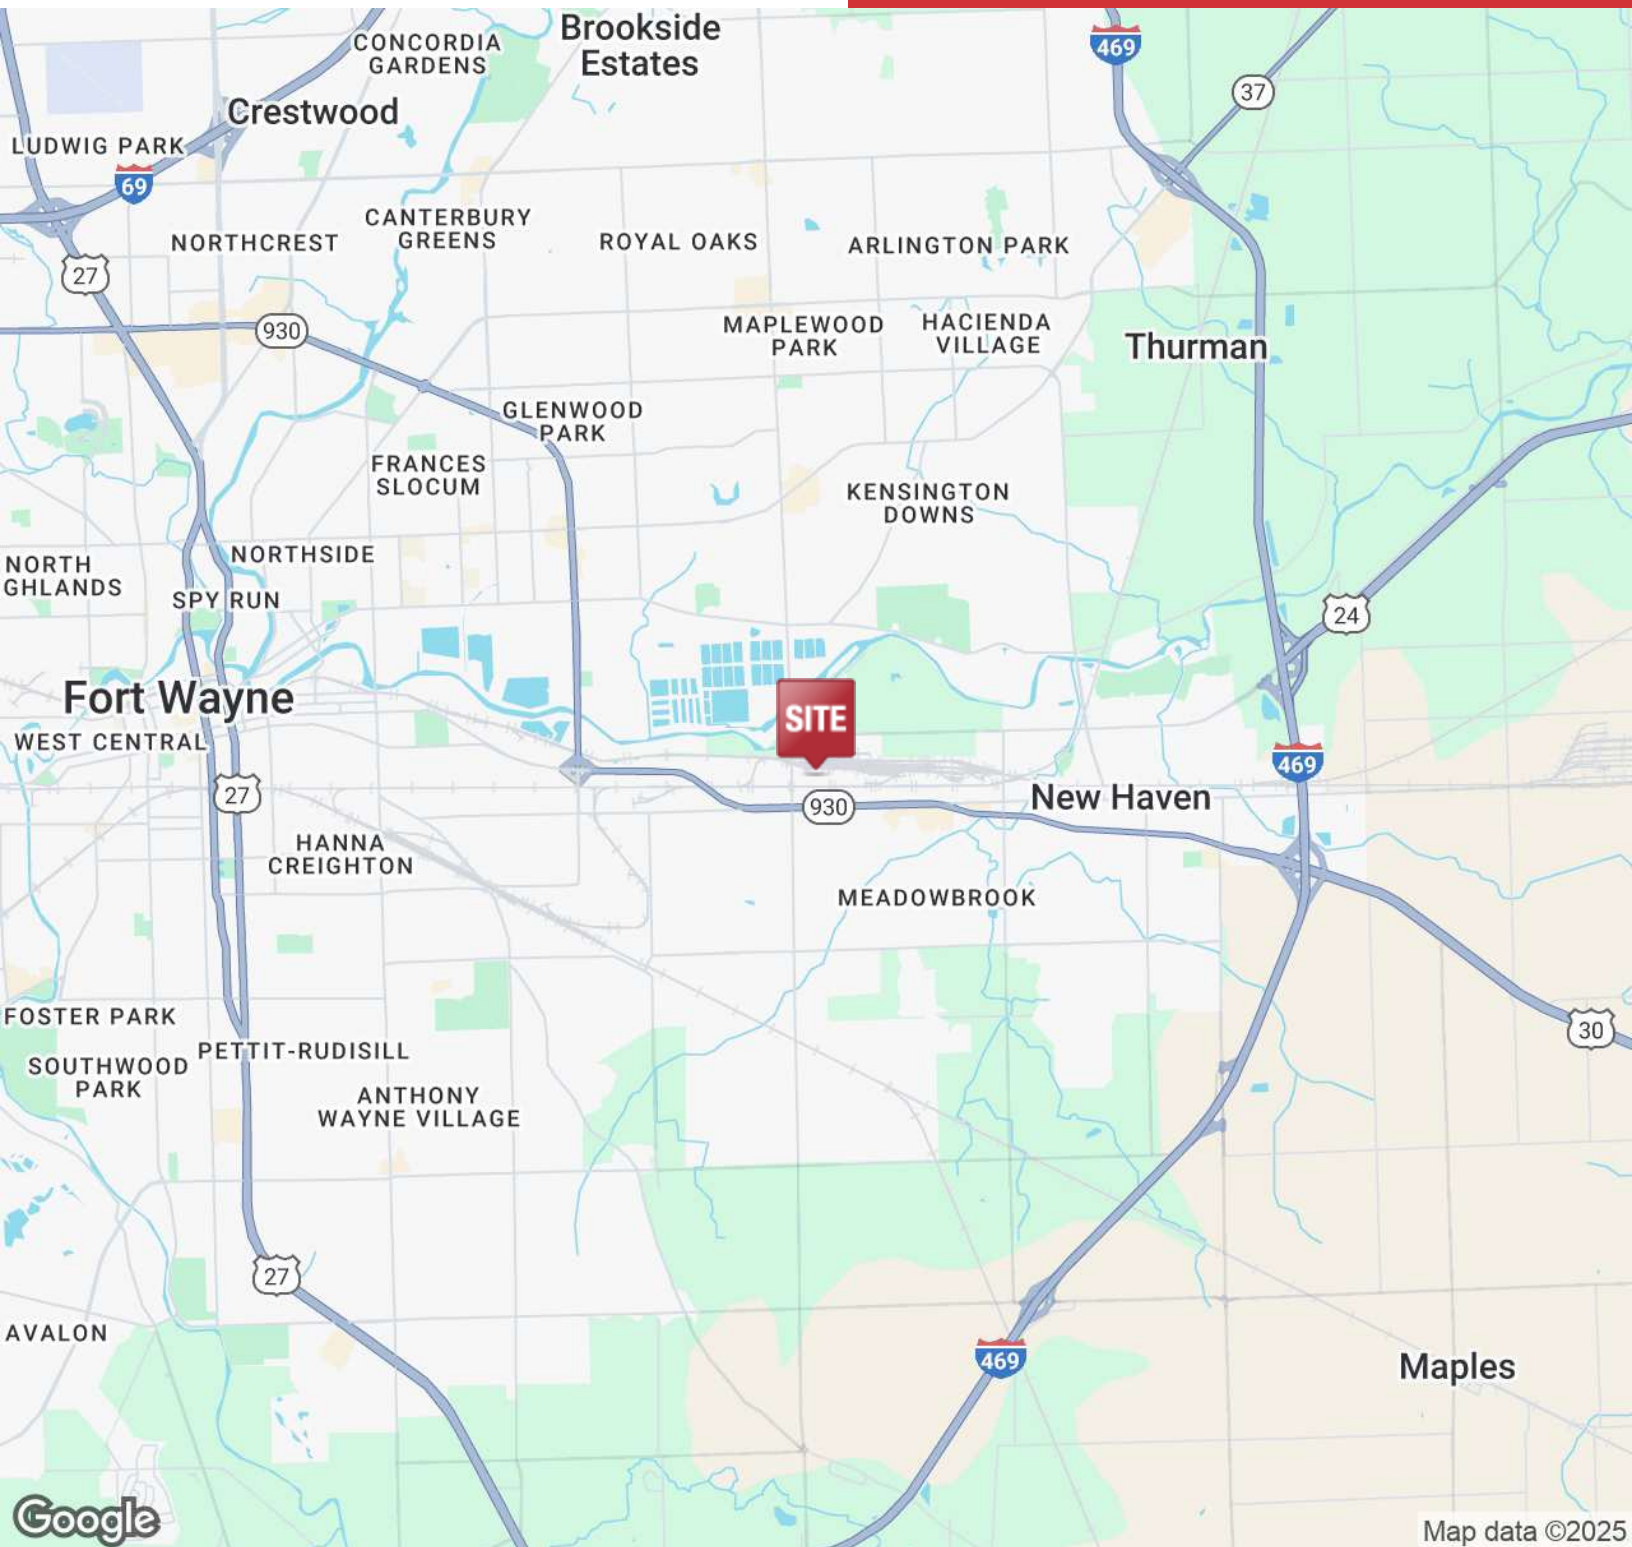 Brookside
Estates
CONCORDIA
GARDENS
469
37
Crestwood
LUDWIG PARK
69
CANTERBURY
GREENS
NORTHCREST
ROYAL OAKS
ARLINGTON PARK
27
930
MAPLEWOOD
PARK
HACIENDA
VILLAGE
Thurman
GLENWOOD
PARK
FRANCES
SLOCUM
KENSINGTON
DOWNS
NORTHSIDE
NORTH
GHLANDS
SPY RUN
24
Fort Wayne
SITE
WEST CENTRAL
469
27
New Haven
930
HANNA
CREIGHTON
MEADOWBROOK
FOSTER PARK
30
PETTIT-RUDISILL
SOUTHWOOD
PARK
ANTHONY
WAYNE VILLAGE
27
AVALON
469
Maples
Google
Map data ©2025